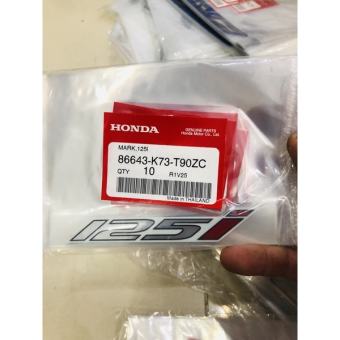 HONDA
GENUINE PARTS
Honda Motor Co., Ltd.
MARK,125I
86643-K73-T90ZC
QTY 10 R1V25
Made in THAILAND
125i